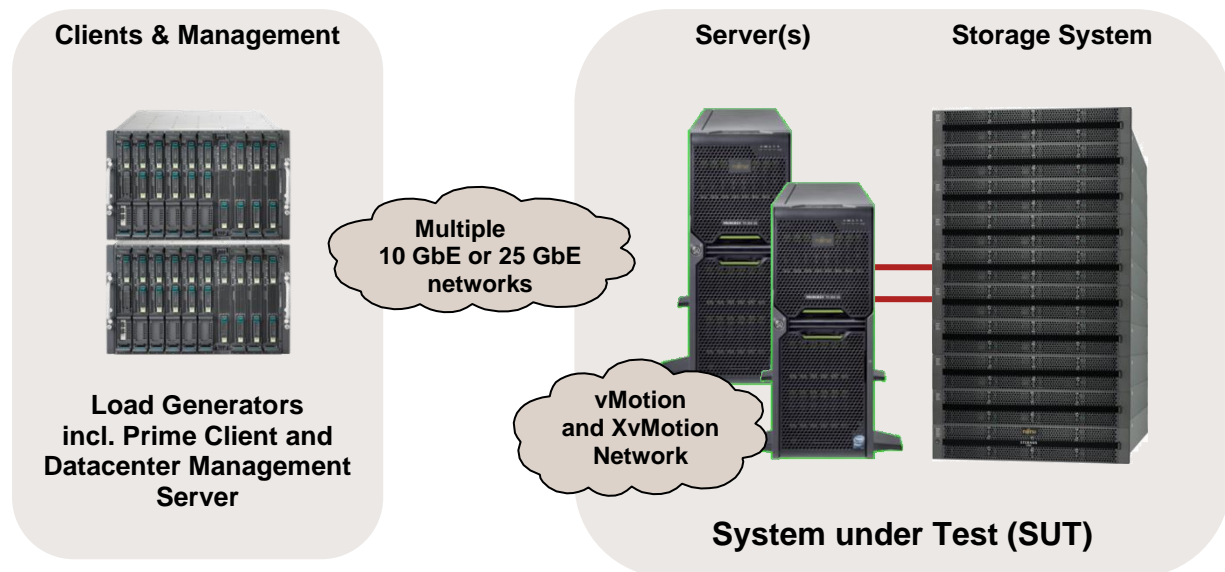 Clients & Management
Load Generators
incl. Prime Client and
Datacenter Management
Server
Multiple
10 GbE or 25 GbE
networks
Server(s)
Storage System
vMotion
and XvMotion
Network
System under Test (SUT)